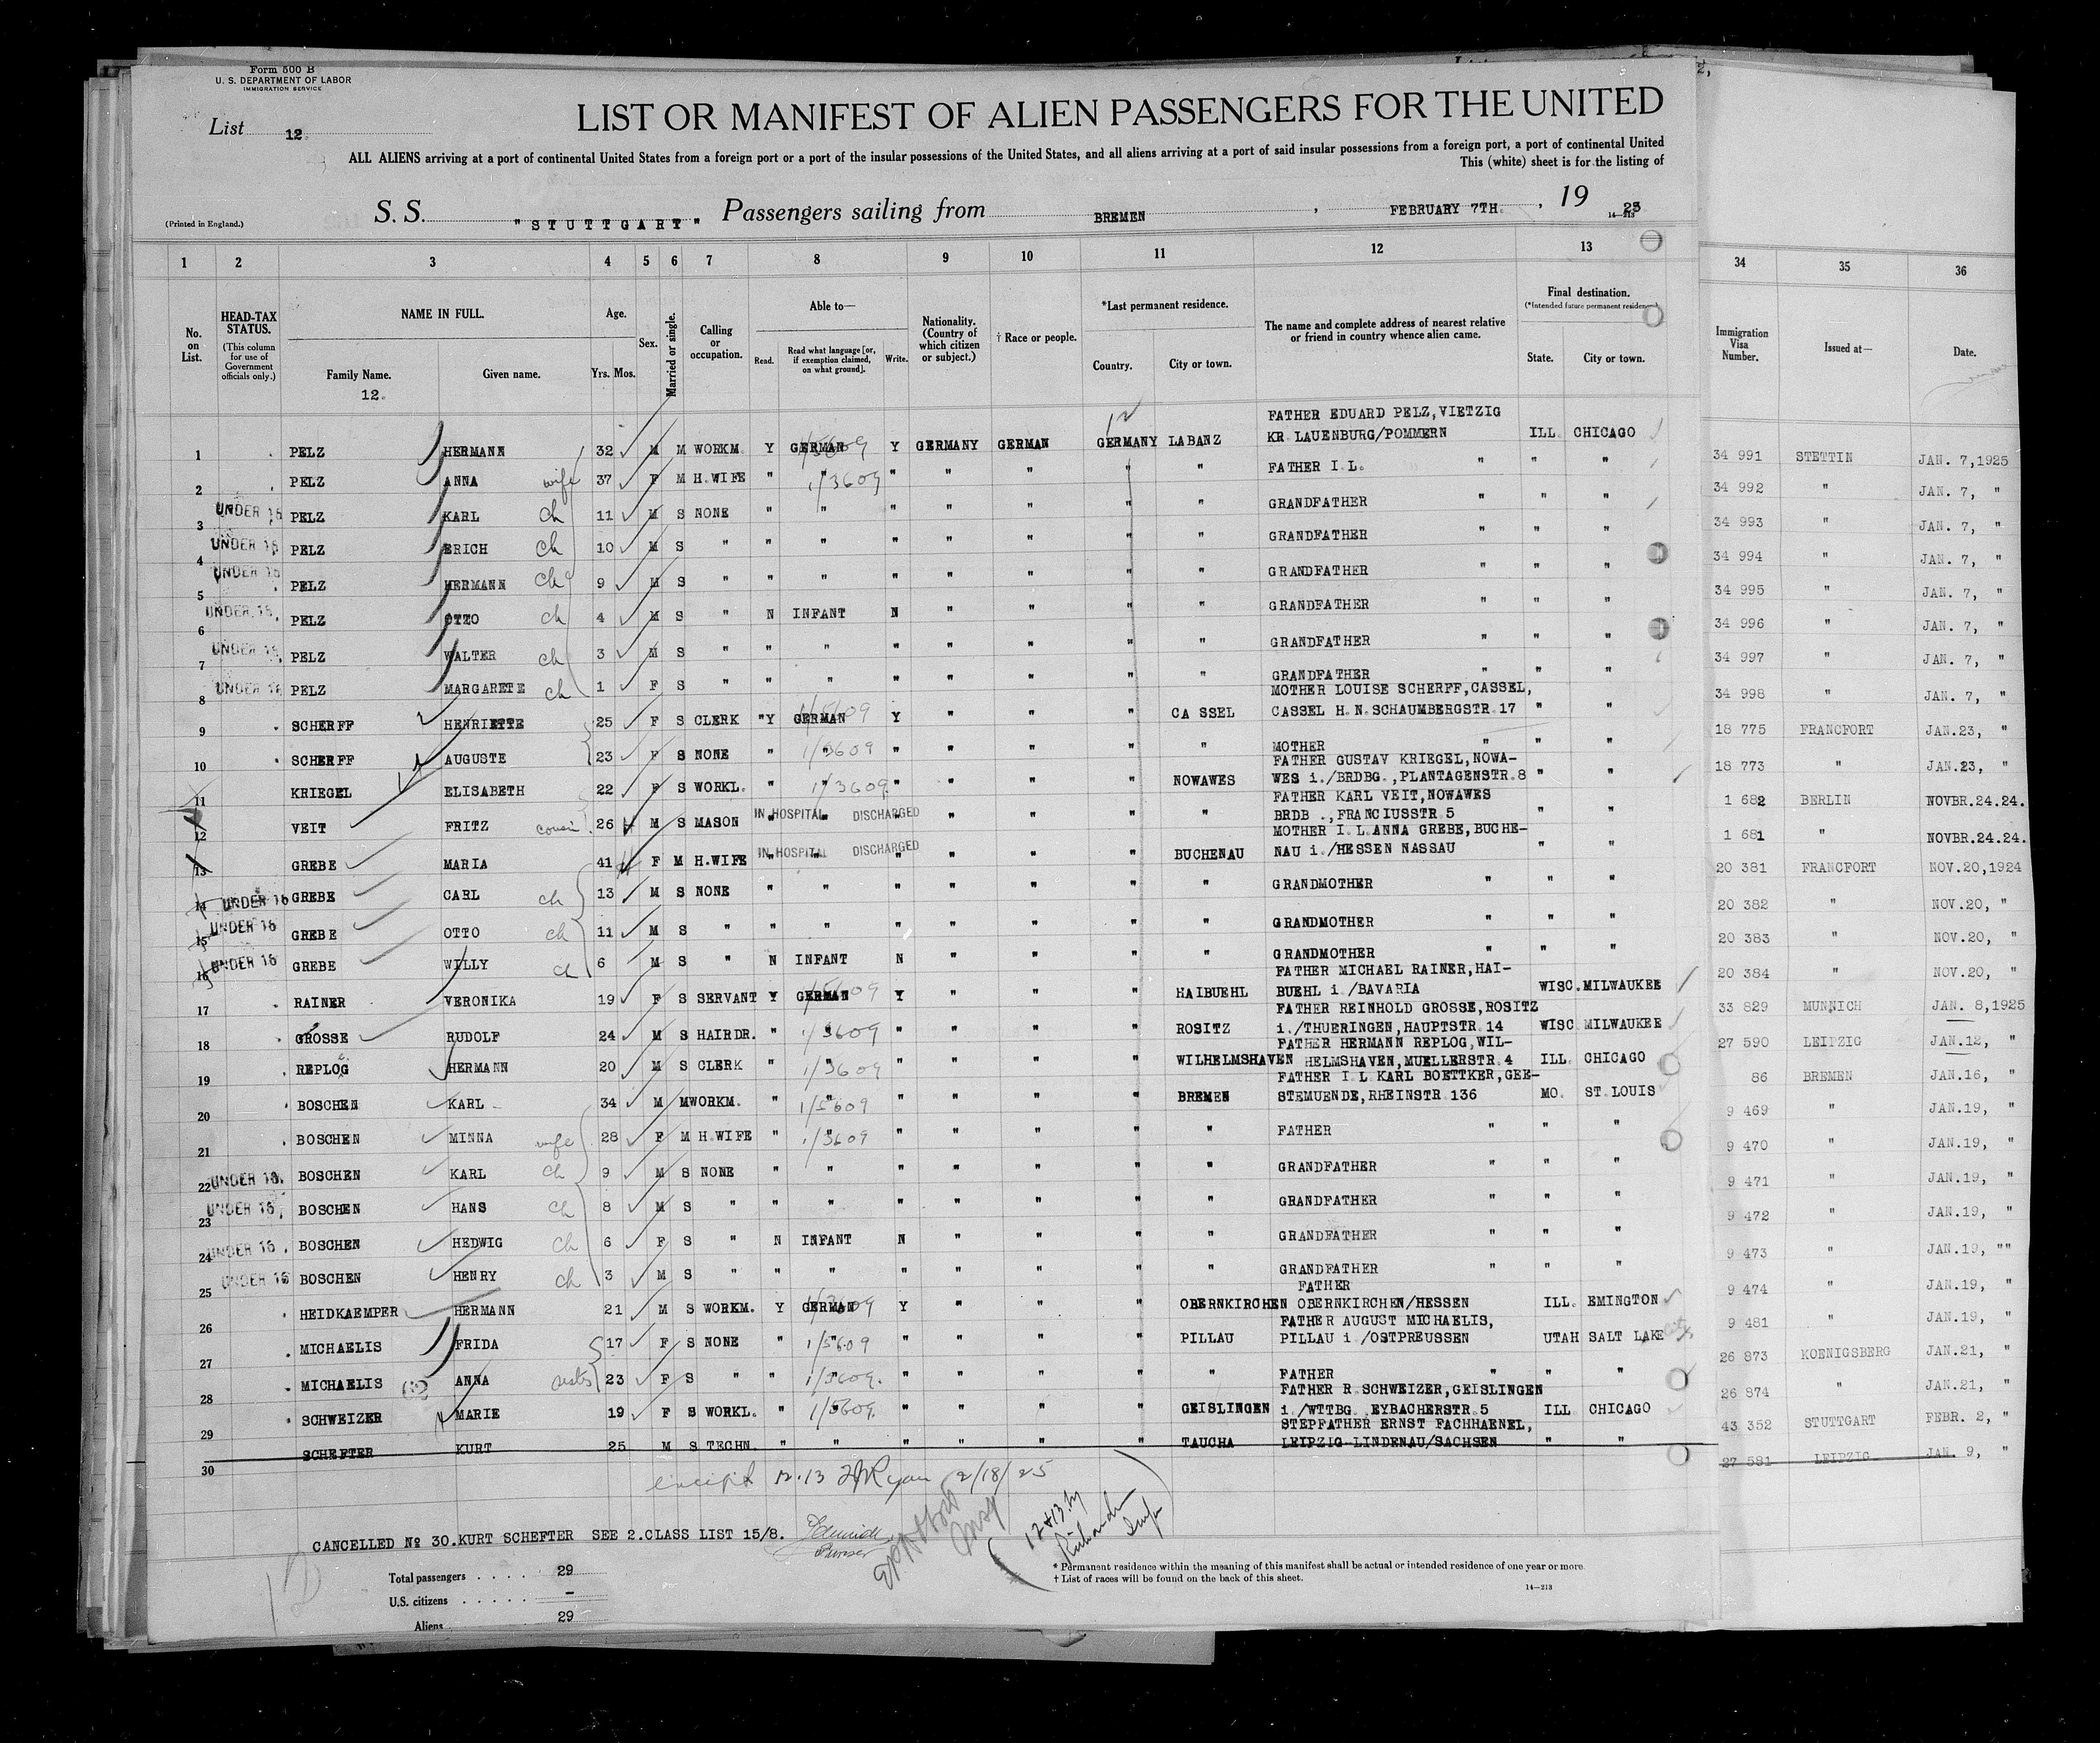 Form 500 B
U. S. DEPARTMENT OF LABOR
IMMIGRATION SERVICE
List 12
LIST OR MANIFEST OF ALIEN PASSENGERS FOR THE UNITED
ALL ALIENS arriving at a port of continental United States from a foreign port or a port of the insular possessions of the United States, and all aliens arriving at a port of said insular possessions from a foreign port, a port of continental United
This (white) sheet is for the listing of
(Printed in England.)
S. S. "STUTTGART" Passengers sailing from BREMEN, FEBRUARY 7TH., 19 25
14—213
1 2 3 4 5 6 7 8 9 10 11 12 13 34 35 36
No. on List.
HEAD-TAX STATUS. (This column for use of Government officials only.)
NAME IN FULL. Family Name. Given name.
12.
Age. Yrs. Mos.
Sex.
Married or single.
Calling or occupation.
Able to— Read. Read what language [or, if exemption claimed, on what ground]. Write.
Nationality. (Country of which citizen or subject.)
† Race or people.
*Last permanent residence. Country. City or town.
The name and complete address of nearest relative or friend in country whence alien came.
Final destination. (*Intended future permanent residence.) State. City or town.
Immigration Visa Number.
Issued at—
Date.
FATHER EDUARD PELZ,VIETZIG
1 PELZ HERMANN 32 M M WORKM. Y GERMAN Y GERMANY GERMAN GERMANY LABANZ KR.LAUENBURG/POMMERN ILL. CHICAGO 34 991 STETTIN JAN. 7,1925
2 PELZ ANNA wife 37 F M H.WIFE " " " " " " " FATHER I.L. " " " 34 992 " JAN. 7, "
3 UNDER 16 PELZ KARL ch 11 M S NONE " " " " " " " GRANDFATHER " " " 34 993 " JAN. 7, "
4 UNDER 16 PELZ ERICH ch 10 M S " " " " " " " " GRANDFATHER " " " 34 994 " JAN. 7, "
5 UNDER 16 PELZ HERMANN ch 9 M S " " " " " " " " GRANDFATHER " " " 34 995 " JAN. 7, "
6 UNDER 16 PELZ OTTO ch 4 M S " N INFANT N " " " " GRANDFATHER " " " 34 996 " JAN. 7, "
7 UNDER 16 PELZ WALTER ch 3 M S " " " " " " " " GRANDFATHER " " " 34 997 " JAN. 7, "
8 UNDER 16 PELZ MARGARETE ch 1 F S " " " " " " " " GRANDFATHER " " " 34 998 " JAN. 7, "
MOTHER LOUISE SCHERFF,CASSEL,
9 SCHERFF HENRIETTE 25 F S CLERK "Y GERMAN Y " " " CASSEL CASSEL H.N.SCHAUMBERGSTR.17 " " 18 775 FRANCFORT JAN.23, "
10 SCHERFF AUGUSTE 23 F S NONE " " " " " " " MOTHER " " " 18 773 " JAN.23, "
FATHER GUSTAV KRIEGEL,NOWA-
11 KRIEGEL ELISABETH 22 F S WORKL. " " " " " " NOWAWES WES i./BRDBG.,PLANTAGENSTR.8 " " 1 682 BERLIN NOVBR.24.24.
FATHER KARL VEIT,NOWAWES
12 VEIT FRITZ cousin 26 M S MASON IN HOSPITAL DISCHARGED " " " " BRDB .,FRANCIUSSTR.5 " " 1 681 " NOVBR.24.24.
MOTHER I.L.ANNA GREBE,BUCHE-
13 GREBE MARIA 41 F M H.WIFE IN HOSPITAL DISCHARGED " " " BUCHENAU NAU i./HESSEN NASSAU " " 20 381 FRANCFORT NOV.20,1924
14 UNDER 16 GREBE CARL ch 13 M S NONE " " " " " " " GRANDMOTHER " " " 20 382 " NOV.20, "
15 UNDER 16 GREBE OTTO ch 11 M S " " " " " " " " GRANDMOTHER " " " 20 383 " NOV.20, "
16 UNDER 16 GREBE WILLY ch 6 M S " N INFANT N " " " " GRANDMOTHER " " " 20 384 " NOV.20, "
FATHER MICHAEL RAINER,HAI-
17 RAINER VERONIKA 19 F S SERVANT Y GERMAN Y " " " HAIBUEHL BUEHL i./BAVARIA WISC.MILWAUKEE 33 829 MUNNICH JAN. 8,1925
FATHER REINHOLD GROSSE,ROSITZ
18 GROSSE RUDOLF 24 M S HAIRDR. " " " " " " ROSITZ i./THUERINGEN,HAUPTSTR.14 WISC.MILWAUKEE 27 590 LEIPZIG JAN.12, "
FATHER HERMANN REPLOG,WIL-
19 REPLOG HERMANN 20 M S CLERK " " " " " " WILHELMSHAVEN HELMSHAVEN,MUELLERSTR.4 ILL. CHICAGO 86 BREMEN JAN.16, "
FATHER I.L.KARL BOETTKER,GEE-
20 BOSCHEN KARL 34 M M WORKM. " " " " " " BREMEN STEMUENDE,RHEINSTR.136 MO. ST.LOUIS 9 469 " JAN.19, "
21 BOSCHEN MINNA wife 28 F M H.WIFE " " " " " " " FATHER " " " 9 470 " JAN.19, "
22 UNDER 16 BOSCHEN KARL ch 9 M S NONE " " " " " " " GRANDFATHER " " " 9 471 " JAN.19, "
23 UNDER 16 BOSCHEN HANS ch 8 M S " " " " " " " " GRANDFATHER " " " 9 472 " JAN.19, "
24 UNDER 16 BOSCHEN HEDWIG ch 6 F S " N INFANT N " " " " GRANDFATHER " " " 9 473 " JAN.19, ""
25 UNDER 16 BOSCHEN HENRY ch 3 M S " " " " " " " " GRANDFATHER " " " 9 474 " JAN.19, "
FATHER
26 HEIDKAEMPER HERMANN 21 M S WORKM. Y GERMAN Y " " " OBERNKIRCHEN OBERNKIRCHEN/HESSEN ILL. EMINGTON 9 481 " JAN.19, "
FATHER AUGUST MICHAELIS,
27 MICHAELIS FRIDA 17 F S NONE " " " " " " PILLAU PILLAU i./OSTPREUSSEN UTAH SALT LAKE city 26 873 KOENIGSBERG JAN.21, "
28 MICHAELIS ANNA sister 23 F S " " " " " " " " FATHER " " " 26 874 " JAN.21, "
FATHER R.SCHWEIZER,GEISLINGEN
29 SCHWEIZER MARIE 19 F S WORKL. " " " " " " GEISLINGEN i./WTTBG. EYBACHERSTR.5 ILL. CHICAGO 43 352 STUTTGART FEBR. 2, "
STEPFATHER ERNST FACHHAENEL,
30 SCHEFTER KURT 25 M S TECHN. " " " " " " TAUCHA LEIPZIG-LINDENAU/SACHSEN " " 27 581 LEIPZIG JAN. 9, "
except 12.13 Ryan 2/18/25
12 & 13 by
CANCELLED № 30.KURT SCHEFTER SEE 2.CLASS LIST 15/8.
Purser
Total passengers 29
U.S. citizens –
Aliens 29
* Permanent residence within the meaning of this manifest shall be actual or intended residence of one year or more.
† List of races will be found on the back of this sheet.
14—213